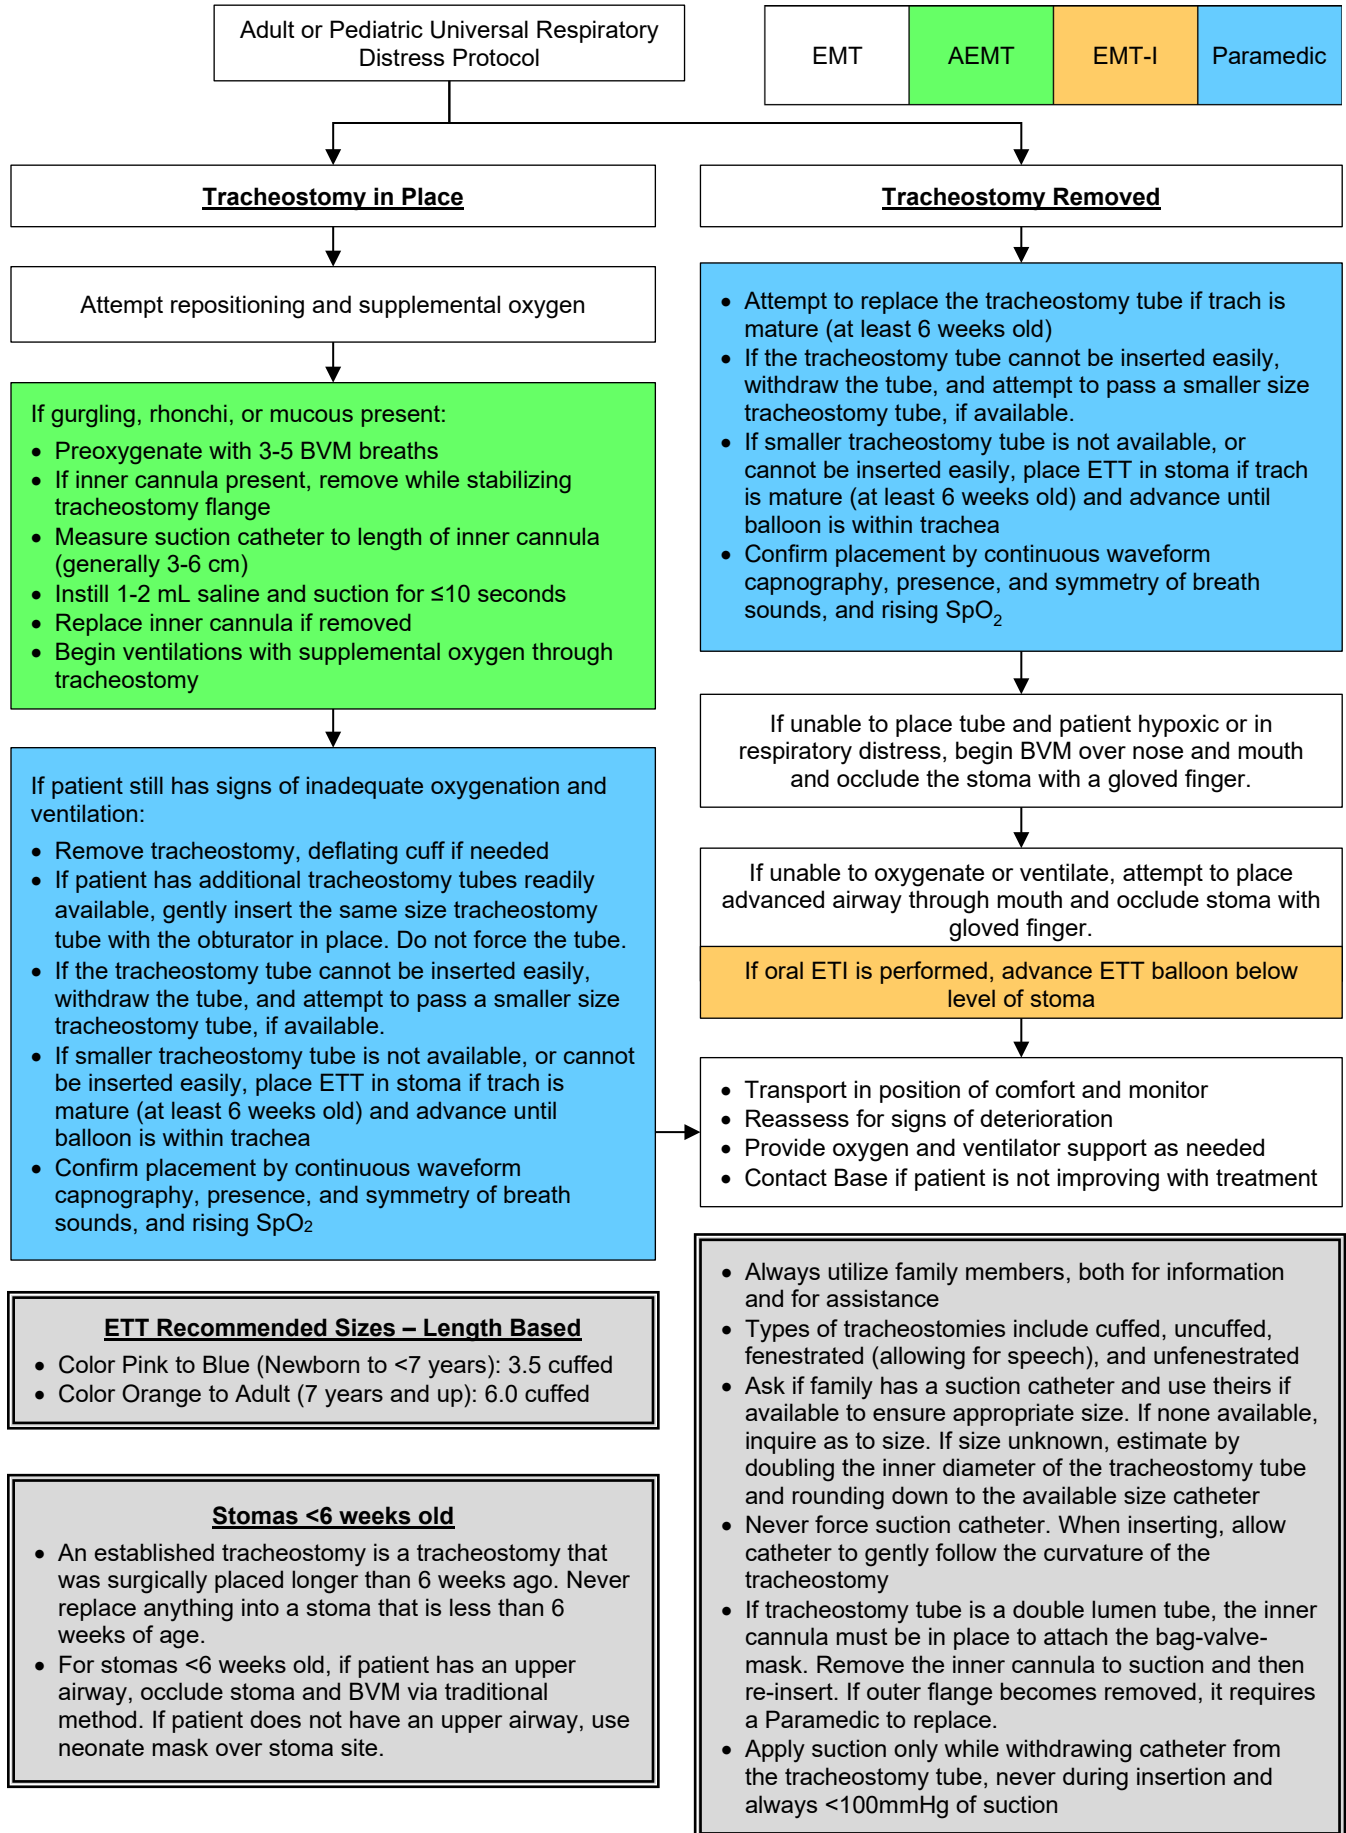 Adult or Pediatric Universal Respiratory
Distress Protocol
EMT
AEMT
EMT-I
Paramedic
Tracheostomy in Place
Attempt repositioning and supplemental oxygen
If gurgling, rhonchi, or mucous present:
• Preoxygenate with 3-5 BVM breaths
• If inner cannula present, remove while stabilizing
tracheostomy flange
• Measure suction catheter to length of inner cannula
(generally 3-6 cm)
• Instill 1-2 mL saline and suction for ≤10 seconds
• Replace inner cannula if removed
• Begin ventilations with supplemental oxygen through
tracheostomy
If patient still has signs of inadequate oxygenation and
ventilation:
• Remove tracheostomy, deflating cuff if needed
• If patient has additional tracheostomy tubes readily
available, gently insert the same size tracheostomy
tube with the obturator in place. Do not force the tube.
• If the tracheostomy tube cannot be inserted easily,
withdraw the tube, and attempt to pass a smaller size
tracheostomy tube, if available.
• If smaller tracheostomy tube is not available, or cannot
be inserted easily, place ETT in stoma if trach is
mature (at least 6 weeks old) and advance until
balloon is within trachea
• Confirm placement by continuous waveform
capnography, presence, and symmetry of breath
sounds, and rising SpO2
Tracheostomy Removed
• Attempt to replace the tracheostomy tube if trach is
mature (at least 6 weeks old)
• If the tracheostomy tube cannot be inserted easily,
withdraw the tube, and attempt to pass a smaller size
tracheostomy tube, if available.
• If smaller tracheostomy tube is not available, or
cannot be inserted easily, place ETT in stoma if trach
is mature (at least 6 weeks old) and advance until
balloon is within trachea
• Confirm placement by continuous waveform
capnography, presence, and symmetry of breath
sounds, and rising SpO2
If unable to place tube and patient hypoxic or in
respiratory distress, begin BVM over nose and mouth
and occlude the stoma with a gloved finger.
If unable to oxygenate or ventilate, attempt to place
advanced airway through mouth and occlude stoma with
gloved finger.
If oral ETI is performed, advance ETT balloon below
level of stoma
• Transport in position of comfort and monitor
• Reassess for signs of deterioration
• Provide oxygen and ventilator support as needed
• Contact Base if patient is not improving with treatment
ETT Recommended Sizes – Length Based
• Color Pink to Blue (Newborn to <7 years): 3.5 cuffed
• Color Orange to Adult (7 years and up): 6.0 cuffed
Stomas <6 weeks old
• An established tracheostomy is a tracheostomy that
was surgically placed longer than 6 weeks ago. Never
replace anything into a stoma that is less than 6
weeks of age.
• For stomas <6 weeks old, if patient has an upper
airway, occlude stoma and BVM via traditional
method. If patient does not have an upper airway, use
neonate mask over stoma site.
• Always utilize family members, both for information
and for assistance
• Types of tracheostomies include cuffed, uncuffed,
fenestrated (allowing for speech), and unfenestrated
• Ask if family has a suction catheter and use theirs if
available to ensure appropriate size. If none available,
inquire as to size. If size unknown, estimate by
doubling the inner diameter of the tracheostomy tube
and rounding down to the available size catheter
• Never force suction catheter. When inserting, allow
catheter to gently follow the curvature of the
tracheostomy
• If tracheostomy tube is a double lumen tube, the inner
cannula must be in place to attach the bag-valve-
mask. Remove the inner cannula to suction and then
re-insert. If outer flange becomes removed, it requires
a Paramedic to replace.
• Apply suction only while withdrawing catheter from
the tracheostomy tube, never during insertion and
always <100mmHg of suction